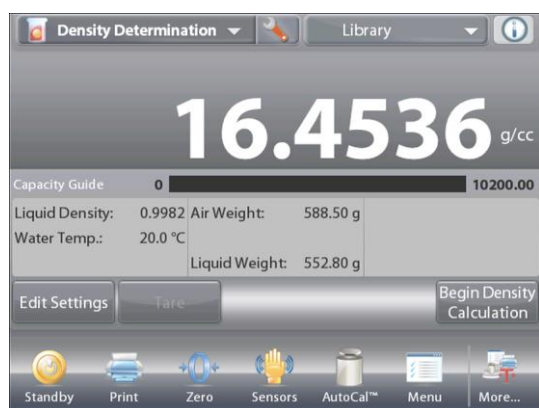 Density Determination
Library
16.4536 g/cc
Capacity Guide 0 10200.00
Liquid Density: 0.9982 Air Weight: 588.50 g
Water Temp.: 20.0 °C
Liquid Weight: 552.80 g
Edit Settings
Tare
Begin Density
Calculation
Standby
Print
Zero
Sensors
AutoCal™
Menu
More...